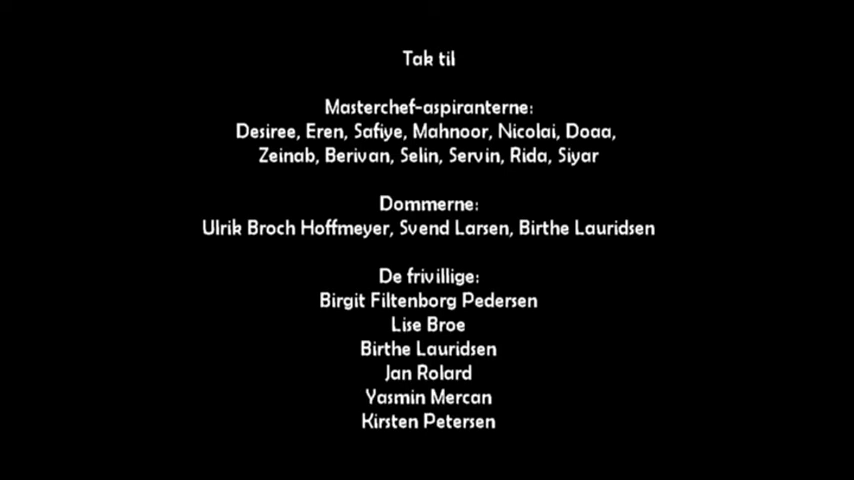 Tak til
Masterchef-aspiranterne:
Desiree, Eren, Safiye, Mahnoor, Nicolai, Doaa,
Zeinab, Berivan, Selin, Servin, Rida, Siyar
Dommerne:
Ulrik Broch Hoffmeyer, Svend Larsen, Birthe Lauridsen
De frivillige:
Birgit Filtenborg Pedersen
Lise Broe
Birthe Lauridsen
Jan Rolard
Yasmin Mercan
Kirsten Petersen